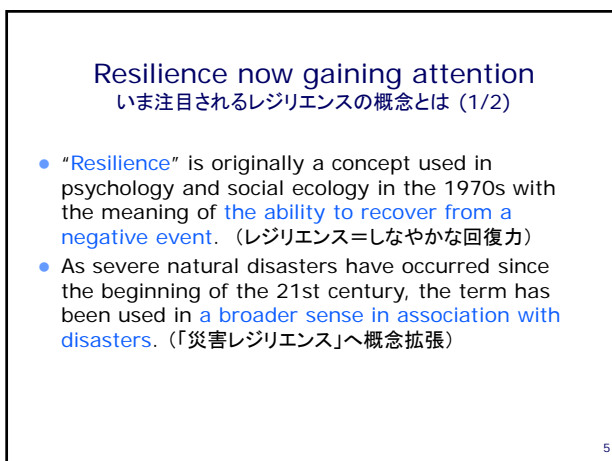 Resilience now gaining attention
いま注目されるレジリエンスの概念とは (1/2)
● “Resilience” is originally a concept used in
psychology and social ecology in the 1970s with
the meaning of the ability to recover from a
negative event. （レジリエンス＝しなやかな回復力）
● As severe natural disasters have occurred since
the beginning of the 21st century, the term has
been used in a broader sense in association with
disasters. （「災害レジリエンス」へ概念拡張）
5